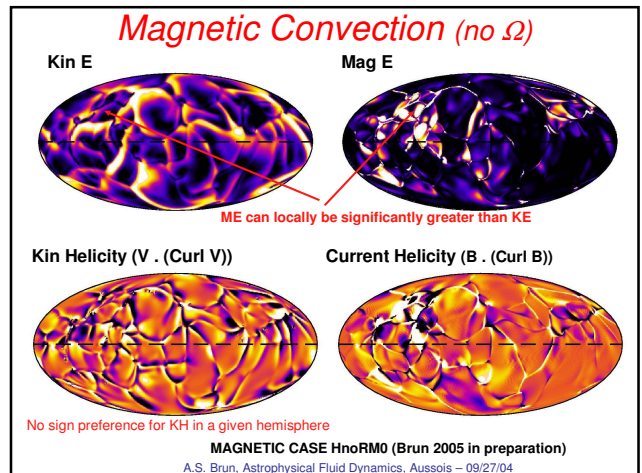 Magnetic Convection (no Ω)
Kin E
Mag E
ME can locally be significantly greater than KE
Kin Helicity (V . (Curl V))
Current Helicity (B . (Curl B))
No sign preference for KH in a given hemisphere
MAGNETIC CASE HnoRM0 (Brun 2005 in preparation)
A.S. Brun, Astrophysical Fluid Dynamics, Aussois – 09/27/04